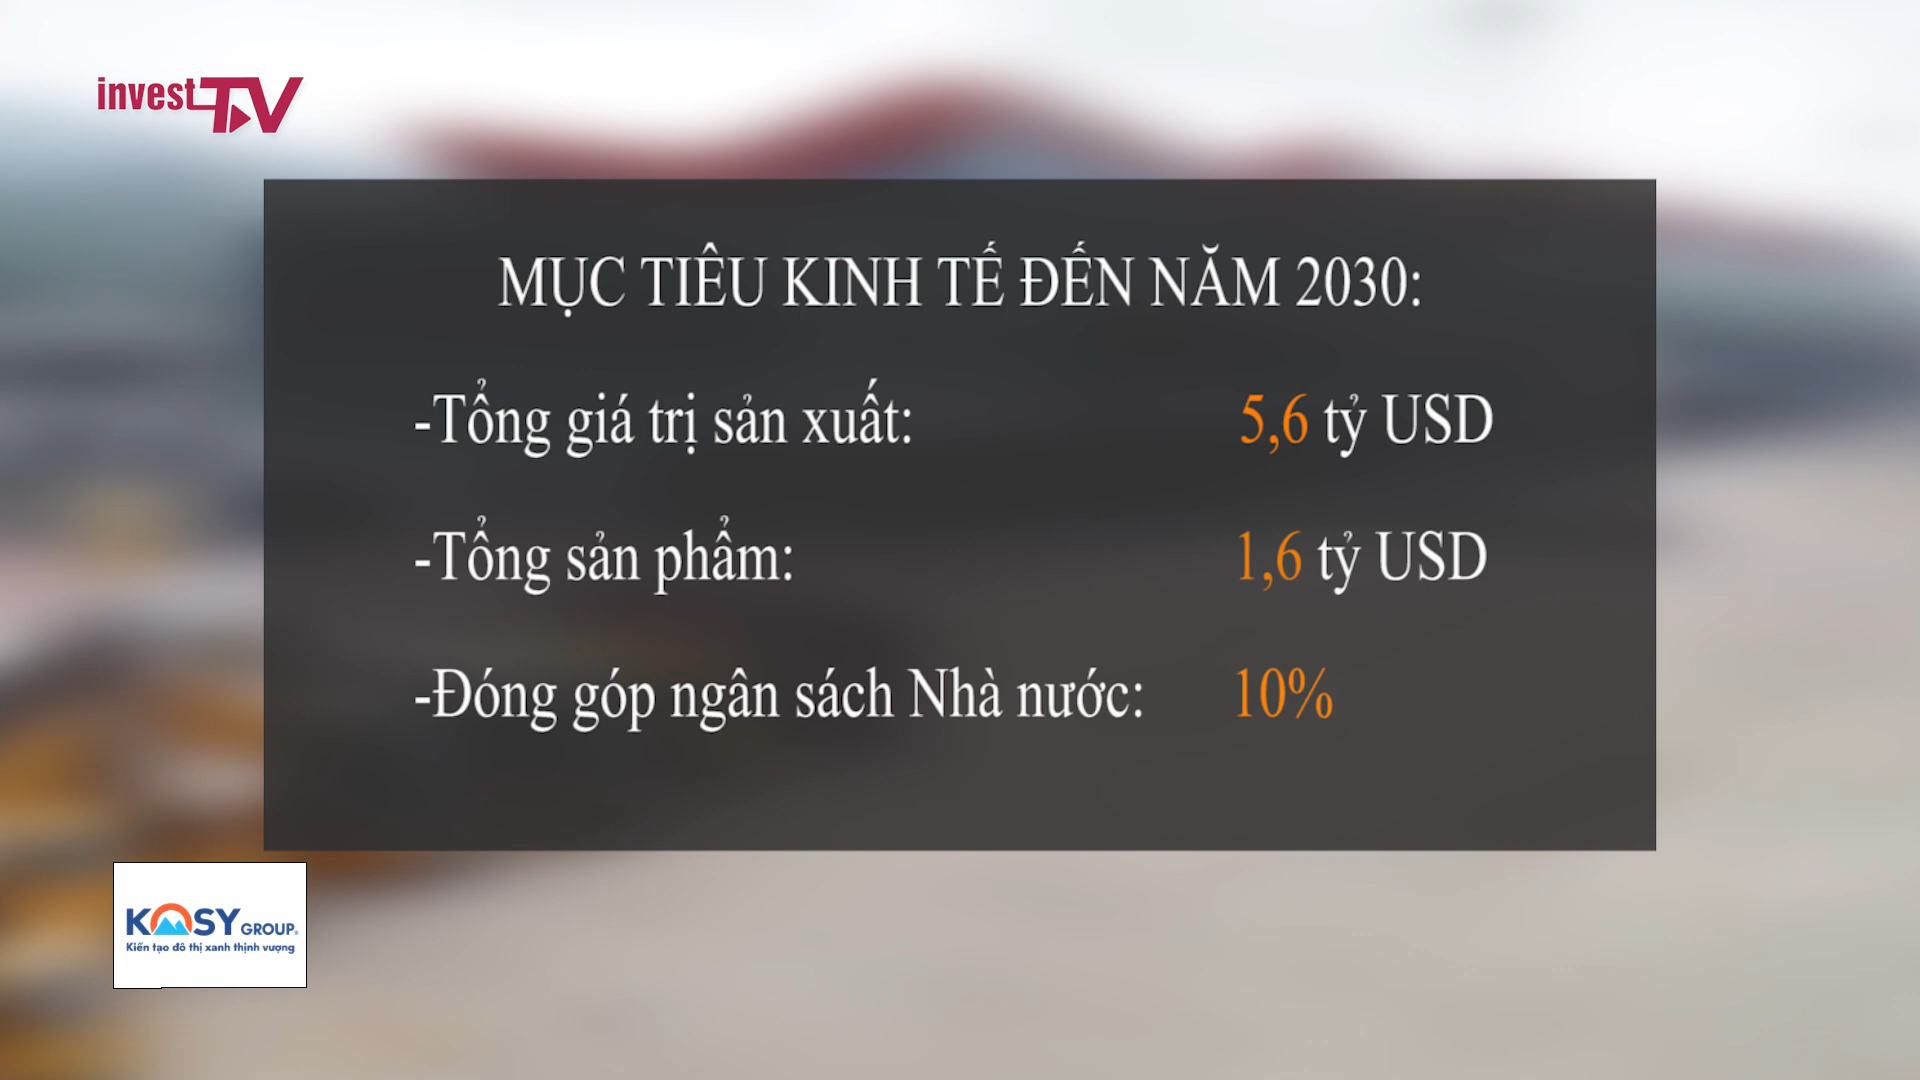 invest TV
MỤC TIÊU KINH TẾ ĐẾN NĂM 2030:
-Tổng giá trị sản xuất: 5,6 tỷ USD
-Tổng sản phẩm: 1,6 tỷ USD
-Đóng góp ngân sách Nhà nước: 10%
KOSY GROUP®
Kiến tạo đô thị xanh thịnh vượng